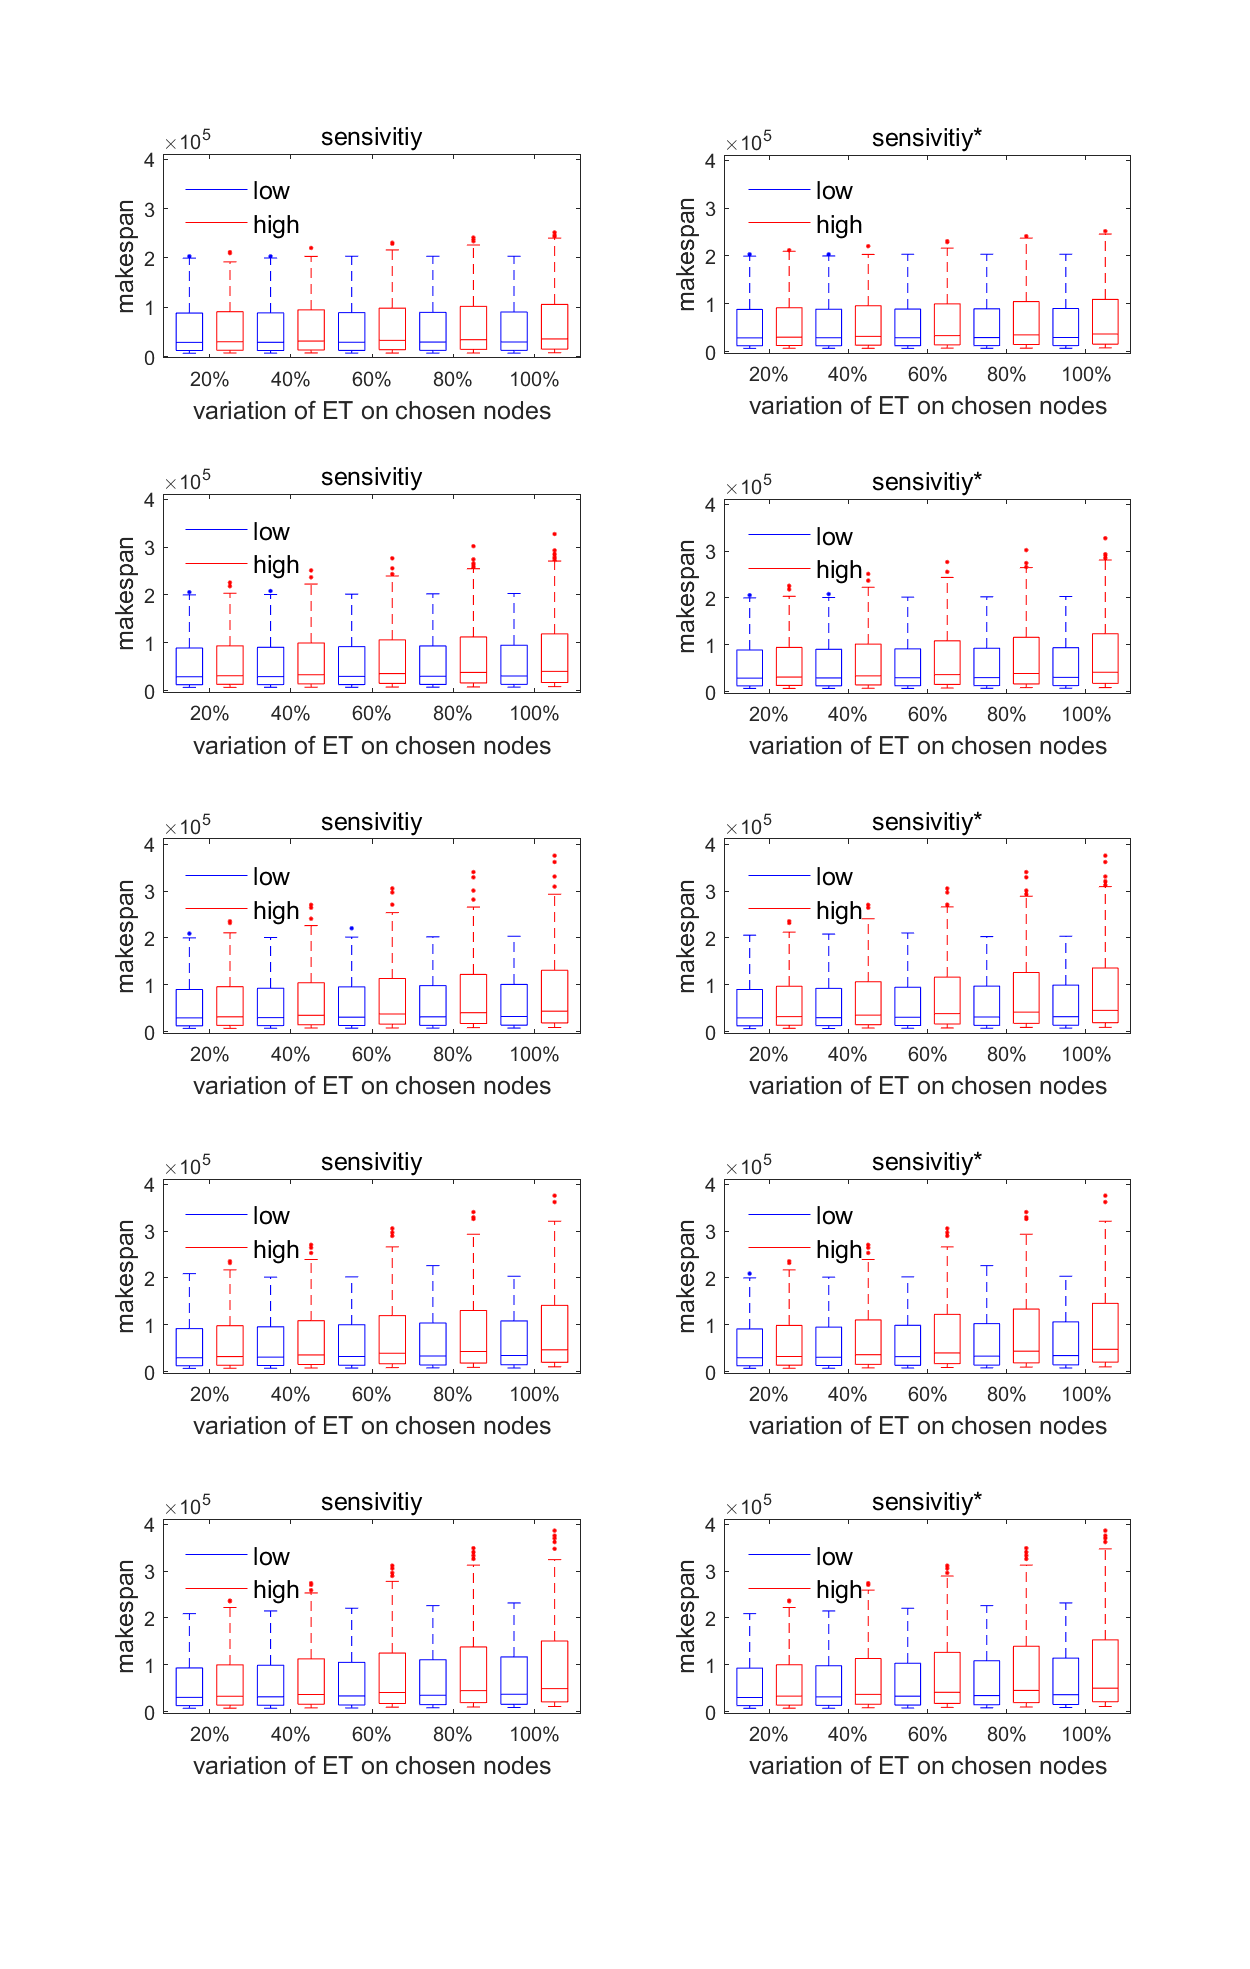 sensivitiy
×10^5
4
3
2
1
0
makespan
low
high
20% 40% 60% 80% 100%
variation of ET on chosen nodes
sensivitiy*
×10^5
4
3
2
1
0
makespan
low
high
20% 40% 60% 80% 100%
variation of ET on chosen nodes
sensivitiy
×10^5
4
3
2
1
0
makespan
low
high
20% 40% 60% 80% 100%
variation of ET on chosen nodes
sensivitiy*
×10^5
4
3
2
1
0
makespan
low
high
20% 40% 60% 80% 100%
variation of ET on chosen nodes
sensivitiy
×10^5
4
3
2
1
0
makespan
low
high
20% 40% 60% 80% 100%
variation of ET on chosen nodes
sensivitiy*
×10^5
4
3
2
1
0
makespan
low
high
20% 40% 60% 80% 100%
variation of ET on chosen nodes
sensivitiy
×10^5
4
3
2
1
0
makespan
low
high
20% 40% 60% 80% 100%
variation of ET on chosen nodes
sensivitiy*
×10^5
4
3
2
1
0
makespan
low
high
20% 40% 60% 80% 100%
variation of ET on chosen nodes
sensivitiy
×10^5
4
3
2
1
0
makespan
low
high
20% 40% 60% 80% 100%
variation of ET on chosen nodes
sensivitiy*
×10^5
4
3
2
1
0
makespan
low
high
20% 40% 60% 80% 100%
variation of ET on chosen nodes